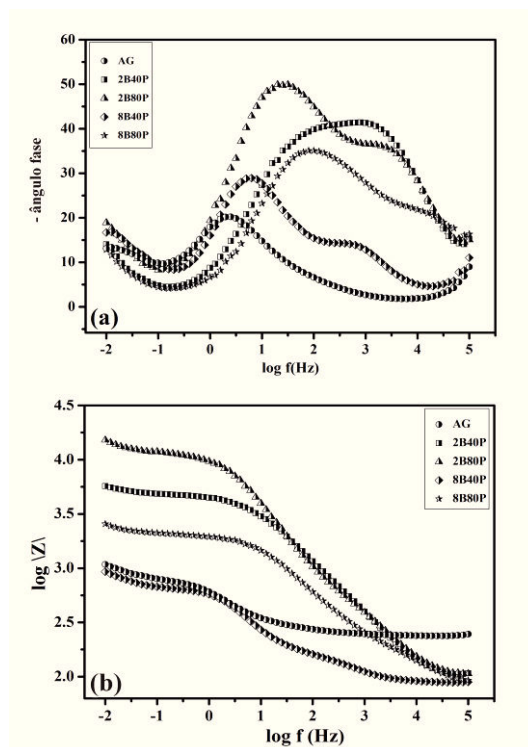 60
50
40
30
20
10
0
- ângulo fase
AG
2B40P
2B80P
8B40P
8B80P
(a)
-2 -1 0 1 2 3 4 5
log f(Hz)
4.5
4.0
3.5
3.0
2.5
2.0
log \Z\
AG
2B40P
2B80P
8B40P
8B80P
(b)
-2 -1 0 1 2 3 4 5
log f (Hz)